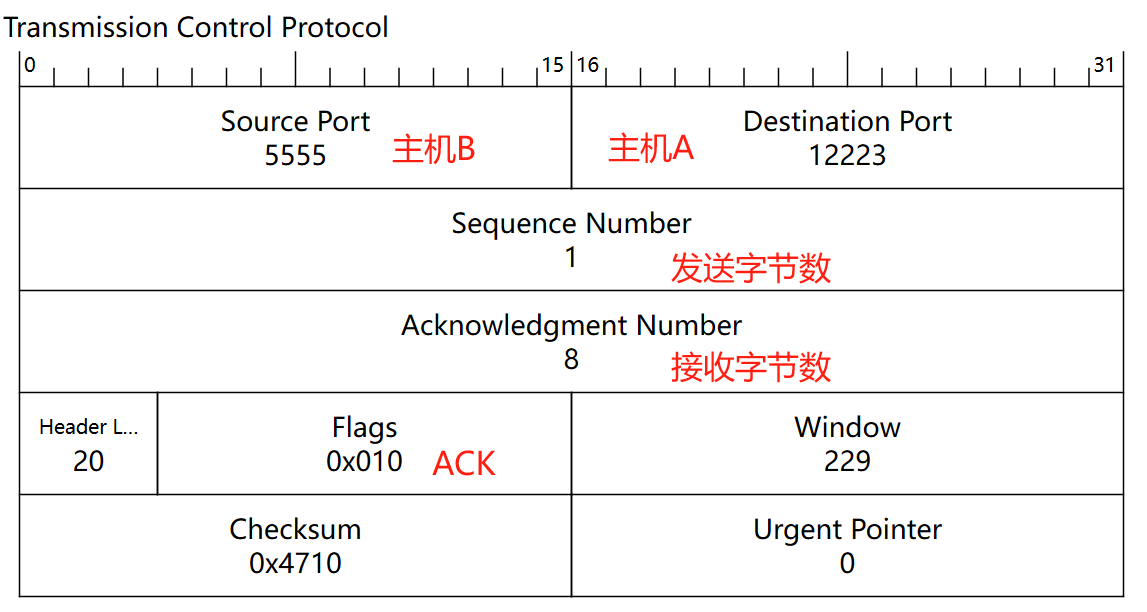 Transmission Control Protocol
0 15 16 31
Source Port Destination Port
5555 主机B 主机A 12223
Sequence Number
1 发送字节数
Acknowledgment Number
8 接收字节数
Header L... Flags Window
20 0x010 ACK 229
Checksum Urgent Pointer
0x4710 0